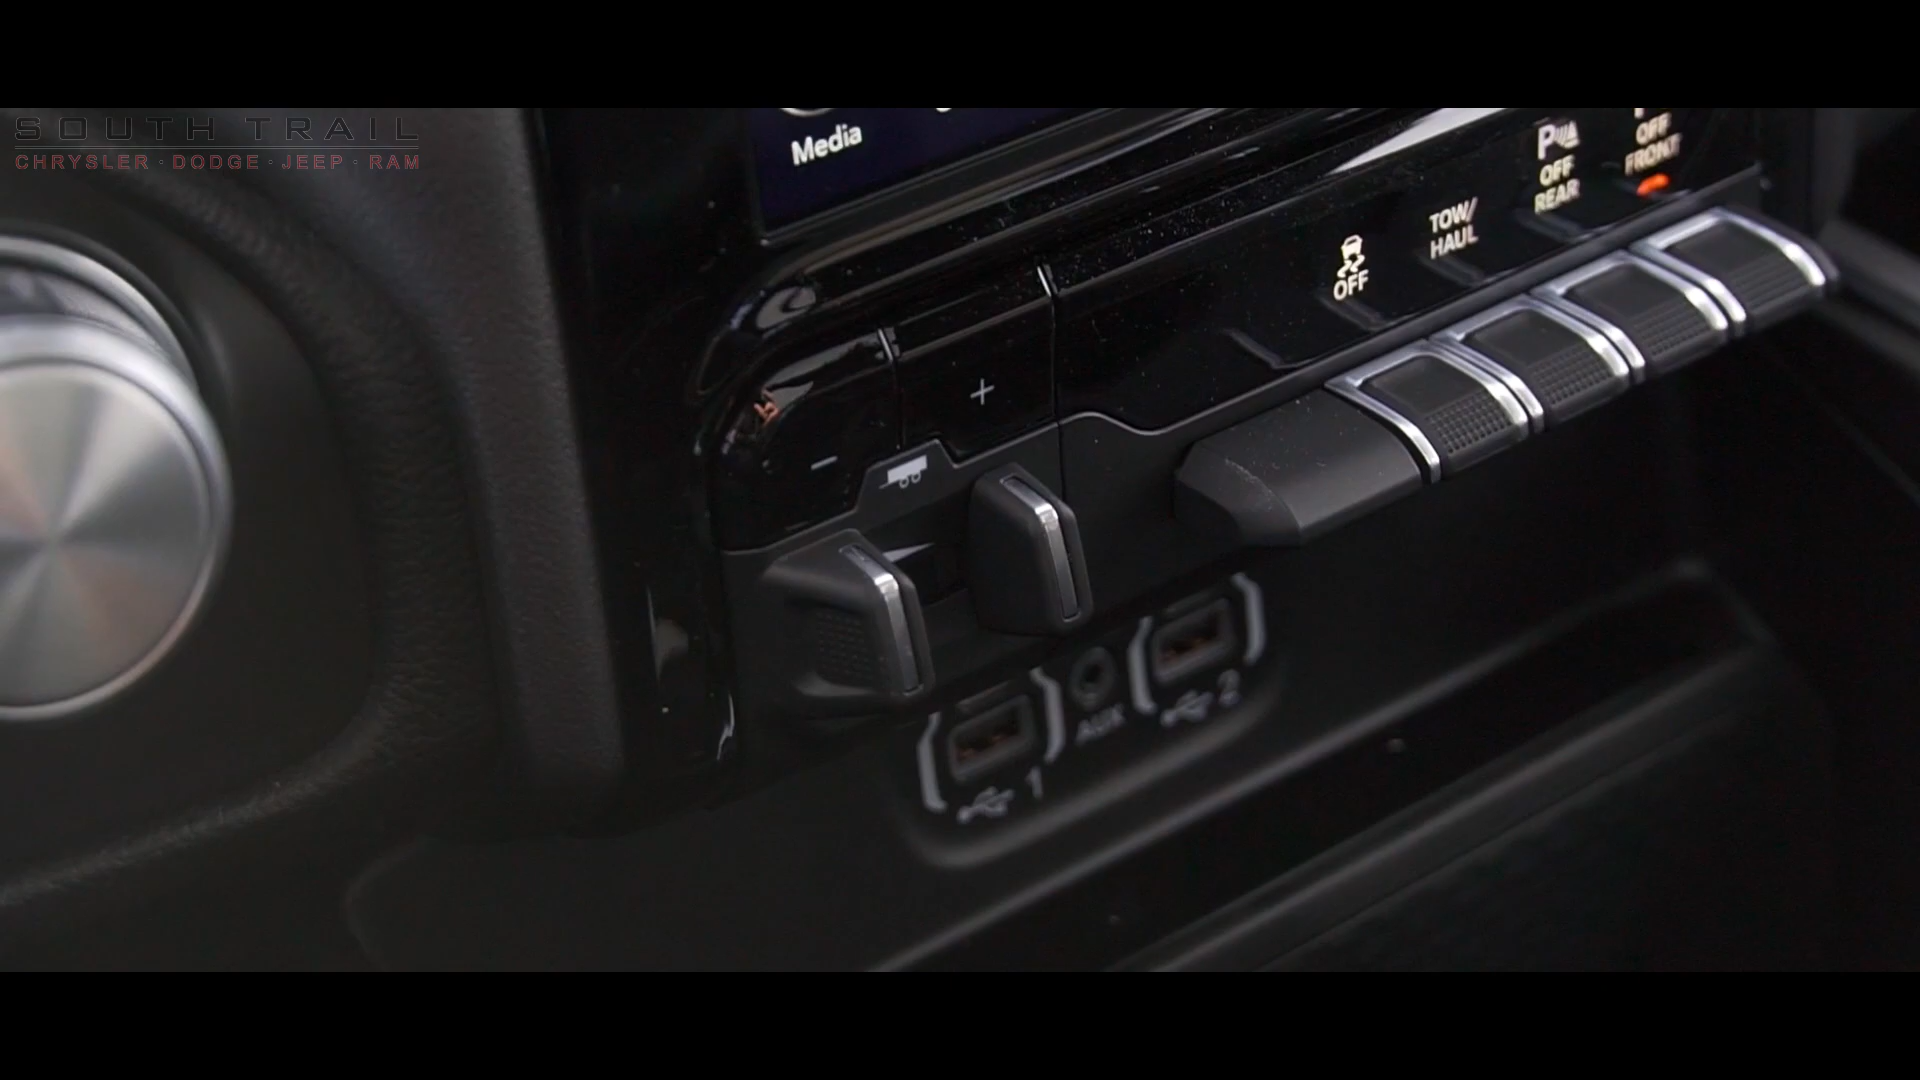 SOUTH TRAIL
CHRYSLER · DODGE · JEEP · RAM
Media
OFF
FRONT
P
OFF
REAR
TOW/
HAUL
OFF
+
−
1
AUX
2